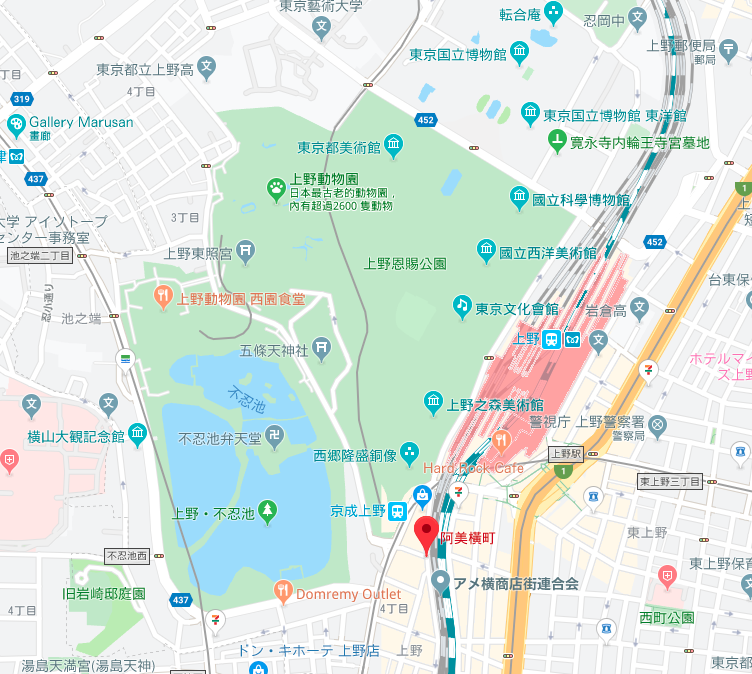 東京藝術大学
転合庵
忍岡中
東京国立博物館
上野郵便局
郵局
東京都立上野高
4丁目
319
Gallery Marusan
畫廊
452
東京国立博物館 東洋館
寛永寺内輪王寺宮墓地
東京都美術館
437
上野動物園
日本最古老的動物園，
內有超過2600 隻動物
國立科學博物館
1
3丁目
大学 アイソトープ
センター事務室
池之端二丁目
上野東照宮
上野恩賜公園
國立西洋美術館
452
台東保
上野動物園 西園食堂
東京文化會館
岩倉高
忍小通り
池之端
上野
五條天神社
ホテルマイ
ズ上野
不忍池
上野之森美術館
横山大観記念館
不忍池弁天堂
警視庁 上野警察署
警察局
西郷隆盛銅像
Hard Rock Cafe
上野駅
1
東上野三丁目
上野・不忍池
京成上野
阿美橫町
東上野
不忍池西
東上野保育
アメ横商店街連合会
旧岩崎邸庭園
437
Domremy Outlet
4丁目
4丁目
西町公園
ドン・キホーテ 上野店
上野
湯島天満宮(湯島天神)
東京都